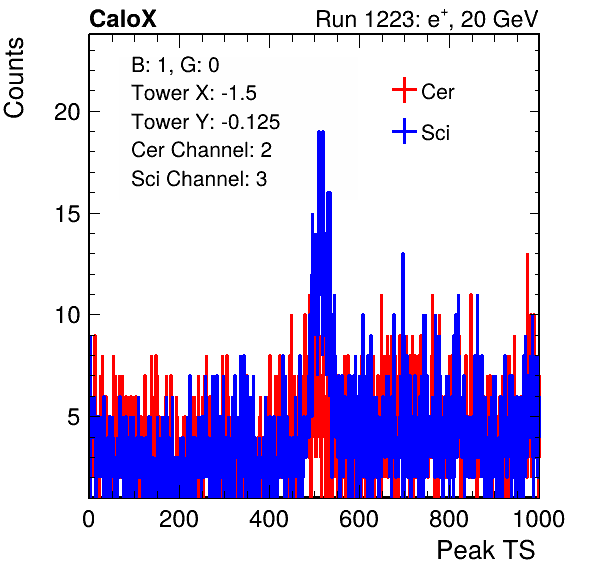 CaloX Run 1223: e⁺, 20 GeV
Counts
B: 1, G: 0
Tower X: -1.5
Tower Y: -0.125
Cer Channel: 2
Sci Channel: 3
Cer
Sci
20
15
10
5
0 200 400 600 800 1000
Peak TS